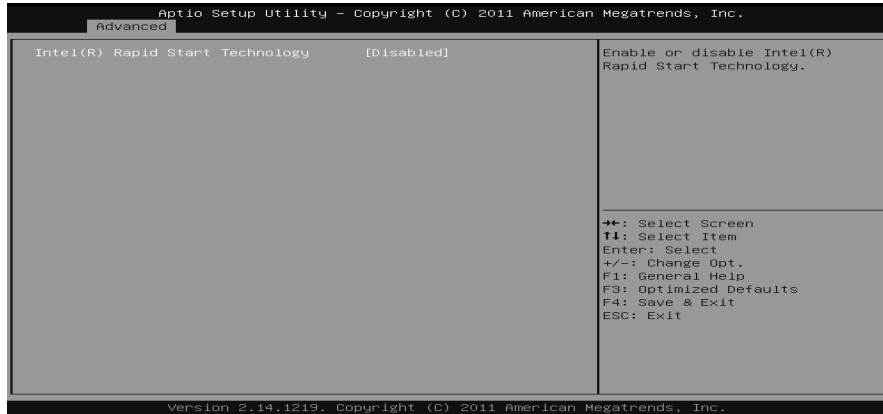 Aptio Setup Utility – Copyright (C) 2011 American Megatrends, Inc.
Advanced
Intel(R) Rapid Start Technology [Disabled]
Enable or disable Intel(R)
Rapid Start Technology.
→←: Select Screen
↑↓: Select Item
Enter: Select
+/-: Change Opt.
F1: General Help
F3: Optimized Defaults
F4: Save & Exit
ESC: Exit
Version 2.14.1219. Copyright (C) 2011 American Megatrends, Inc.